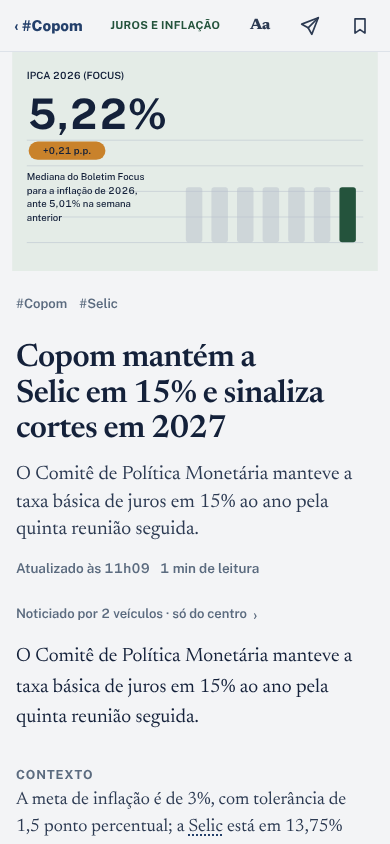 ‹ #Copom JUROS E INFLAÇÃO Aa
IPCA 2026 (FOCUS)
5,22%
+0,21 p.p.
Mediana do Boletim Focus
para a inflação de 2026,
ante 5,01% na semana
anterior
#Copom #Selic
Copom mantém a
Selic em 15% e sinaliza
cortes em 2027
O Comitê de Política Monetária manteve a
taxa básica de juros em 15% ao ano pela
quinta reunião seguida.
Atualizado às 11h09 1 min de leitura
Noticiado por 2 veículos · só do centro ›
O Comitê de Política Monetária manteve a
taxa básica de juros em 15% ao ano pela
quinta reunião seguida.
CONTEXTO
A meta de inflação é de 3%, com tolerância de
1,5 ponto percentual; a Selic está em 13,75%